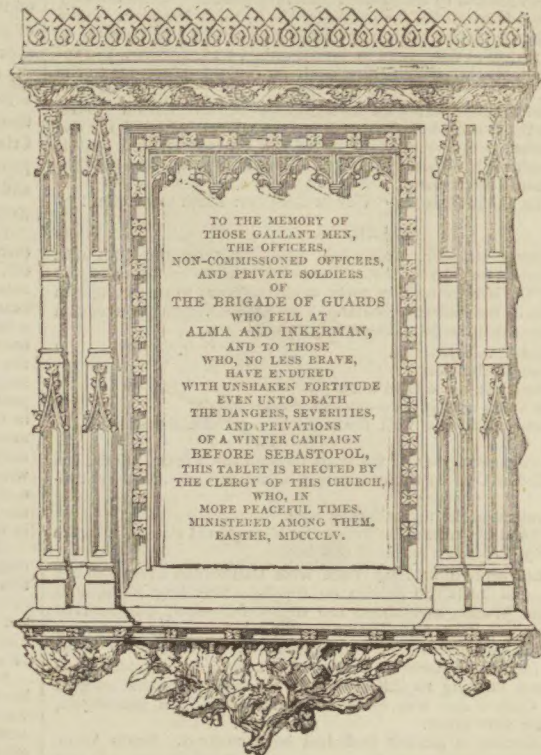 TO THE MEMORY OF
THOSE GALLANT MEN,
THE OFFICERS,
NON-COMMISSIONED OFFICERS,
AND PRIVATE SOLDIERS
OF
THE BRIGADE OF GUARDS
WHO FELL AT
ALMA AND INKERMAN,
AND TO THOSE
WHO, NO LESS BRAVE,
HAVE ENDURED
WITH UNSHAKEN FORTITUDE
EVEN UNTO DEATH
THE DANGERS, SEVERITIES,
AND PRIVATIONS
OF A WINTER CAMPAIGN
BEFORE SEBASTOPOL,
THIS TABLET IS ERECTED BY
THE CLERGY OF THIS CHURCH,
WHO, IN
MORE PEACEFUL TIMES,
MINISTERED AMONG THEM.
EASTER, MDCCCLV.